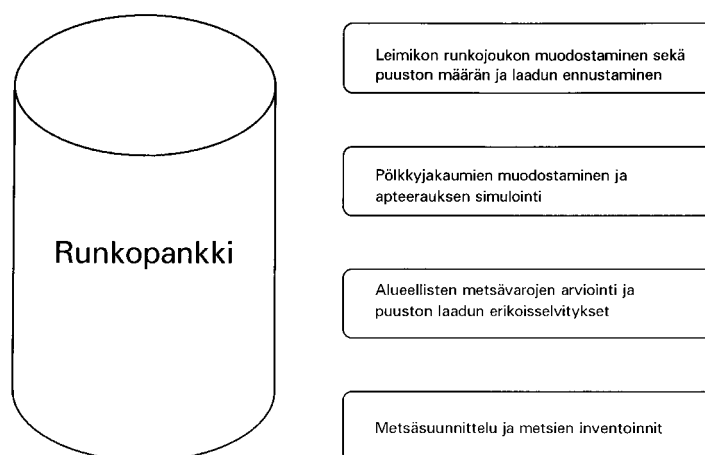 Runkopankki
Leimikon runkojoukon muodostaminen sekä
puuston määrän ja laadun ennustaminen
Pölkkyjakaumien muodostaminen ja
apteerauksen simulointi
Alueellisten metsävarojen arviointi ja
puuston laadun erikoisselvitykset
Metsäsuunnittelu ja metsien inventoinnit